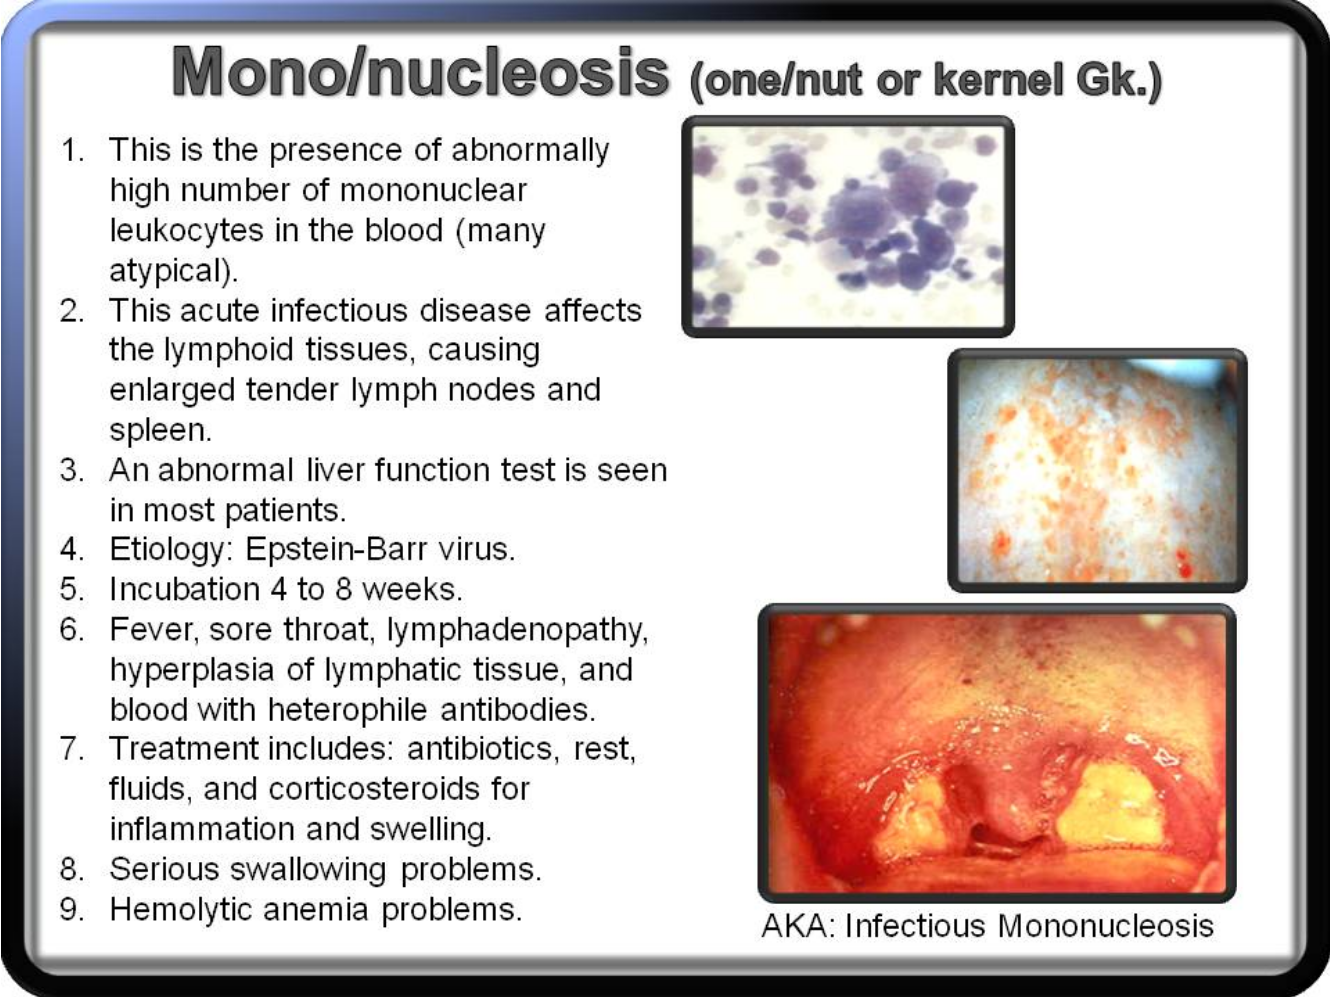 Mono/nucleosis (one/nut or kernel Gk.)
1. This is the presence of abnormally
high number of mononuclear
leukocytes in the blood (many
atypical).
2. This acute infectious disease affects
the lymphoid tissues, causing
enlarged tender lymph nodes and
spleen.
3. An abnormal liver function test is seen
in most patients.
4. Etiology: Epstein-Barr virus.
5. Incubation 4 to 8 weeks.
6. Fever, sore throat, lymphadenopathy,
hyperplasia of lymphatic tissue, and
blood with heterophile antibodies.
7. Treatment includes: antibiotics, rest,
fluids, and corticosteroids for
inflammation and swelling.
8. Serious swallowing problems.
9. Hemolytic anemia problems.
AKA: Infectious Mononucleosis